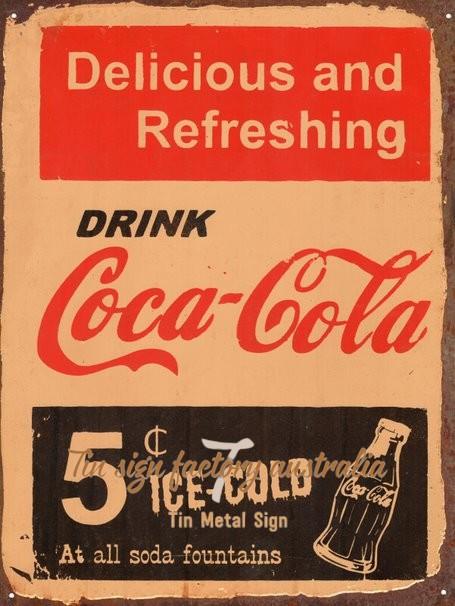 Delicious and
Refreshing
DRINK
Coca-Cola
5¢
Tin sign factory australia
T
ICE-COLD
Coca-Cola
Tin Metal Sign
At all soda fountains